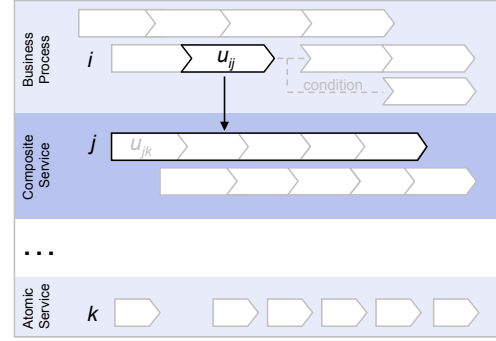 Business
Process
i
u_ij
condition
Composite
Service
j
u_jk
...
Atomic
Service
k